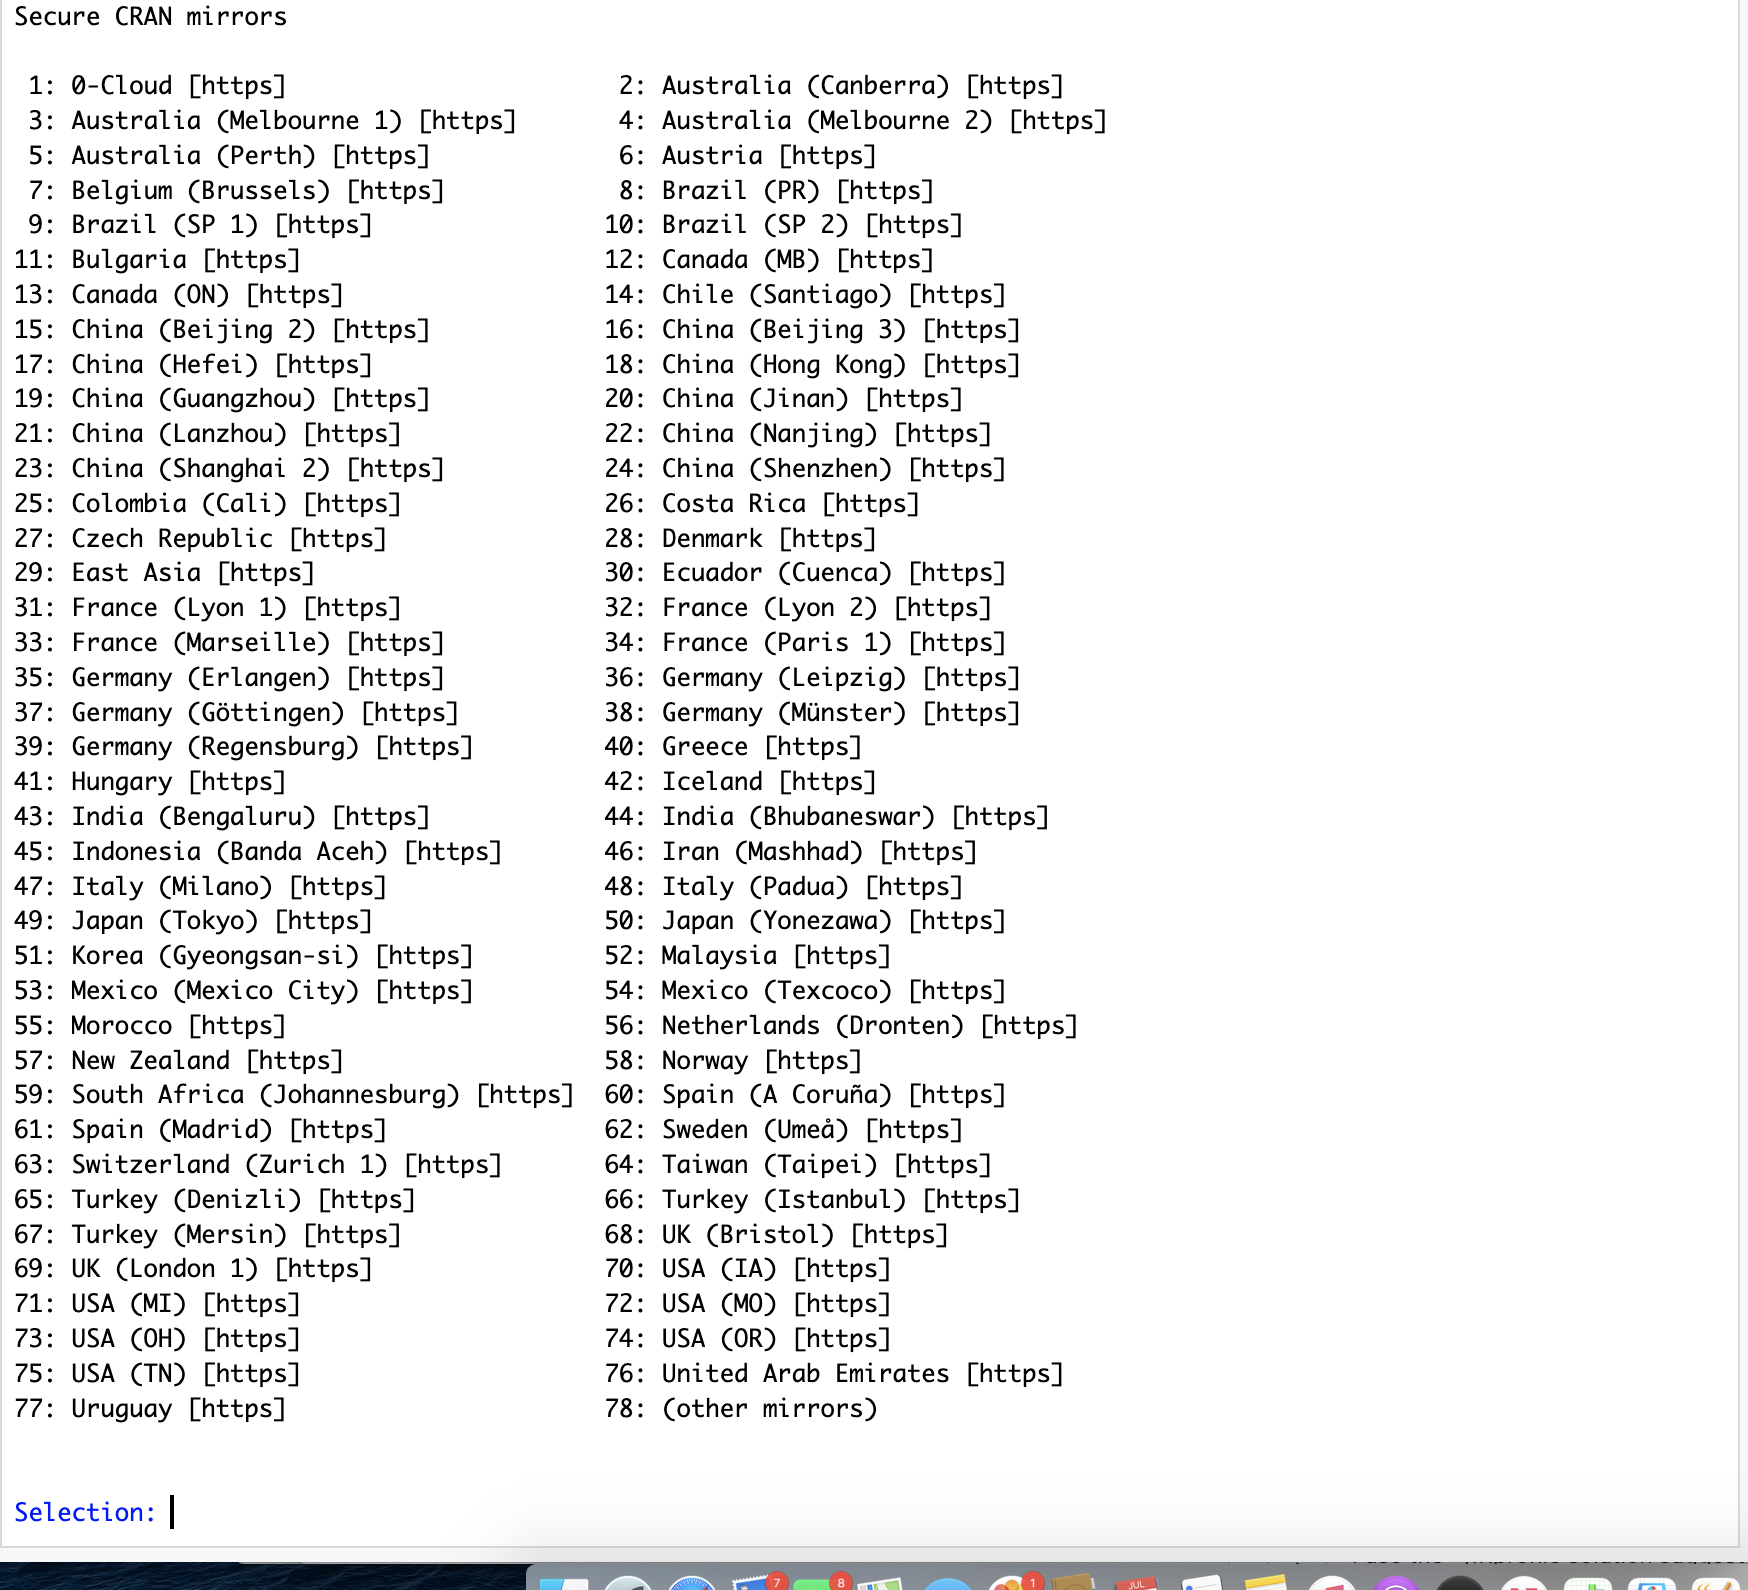 Secure CRAN mirrors
1: 0-Cloud [https] 2: Australia (Canberra) [https]
3: Australia (Melbourne 1) [https] 4: Australia (Melbourne 2) [https]
5: Australia (Perth) [https] 6: Austria [https]
7: Belgium (Brussels) [https] 8: Brazil (PR) [https]
9: Brazil (SP 1) [https] 10: Brazil (SP 2) [https]
11: Bulgaria [https] 12: Canada (MB) [https]
13: Canada (ON) [https] 14: Chile (Santiago) [https]
15: China (Beijing 2) [https] 16: China (Beijing 3) [https]
17: China (Hefei) [https] 18: China (Hong Kong) [https]
19: China (Guangzhou) [https] 20: China (Jinan) [https]
21: China (Lanzhou) [https] 22: China (Nanjing) [https]
23: China (Shanghai 2) [https] 24: China (Shenzhen) [https]
25: Colombia (Cali) [https] 26: Costa Rica [https]
27: Czech Republic [https] 28: Denmark [https]
29: East Asia [https] 30: Ecuador (Cuenca) [https]
31: France (Lyon 1) [https] 32: France (Lyon 2) [https]
33: France (Marseille) [https] 34: France (Paris 1) [https]
35: Germany (Erlangen) [https] 36: Germany (Leipzig) [https]
37: Germany (Göttingen) [https] 38: Germany (Münster) [https]
39: Germany (Regensburg) [https] 40: Greece [https]
41: Hungary [https] 42: Iceland [https]
43: India (Bengaluru) [https] 44: India (Bhubaneswar) [https]
45: Indonesia (Banda Aceh) [https] 46: Iran (Mashhad) [https]
47: Italy (Milano) [https] 48: Italy (Padua) [https]
49: Japan (Tokyo) [https] 50: Japan (Yonezawa) [https]
51: Korea (Gyeongsan-si) [https] 52: Malaysia [https]
53: Mexico (Mexico City) [https] 54: Mexico (Texcoco) [https]
55: Morocco [https] 56: Netherlands (Dronten) [https]
57: New Zealand [https] 58: Norway [https]
59: South Africa (Johannesburg) [https] 60: Spain (A Coruña) [https]
61: Spain (Madrid) [https] 62: Sweden (Umeå) [https]
63: Switzerland (Zurich 1) [https] 64: Taiwan (Taipei) [https]
65: Turkey (Denizli) [https] 66: Turkey (Istanbul) [https]
67: Turkey (Mersin) [https] 68: UK (Bristol) [https]
69: UK (London 1) [https] 70: USA (IA) [https]
71: USA (MI) [https] 72: USA (MO) [https]
73: USA (OH) [https] 74: USA (OR) [https]
75: USA (TN) [https] 76: United Arab Emirates [https]
77: Uruguay [https] 78: (other mirrors)
Selection:
7 8 1 JUL